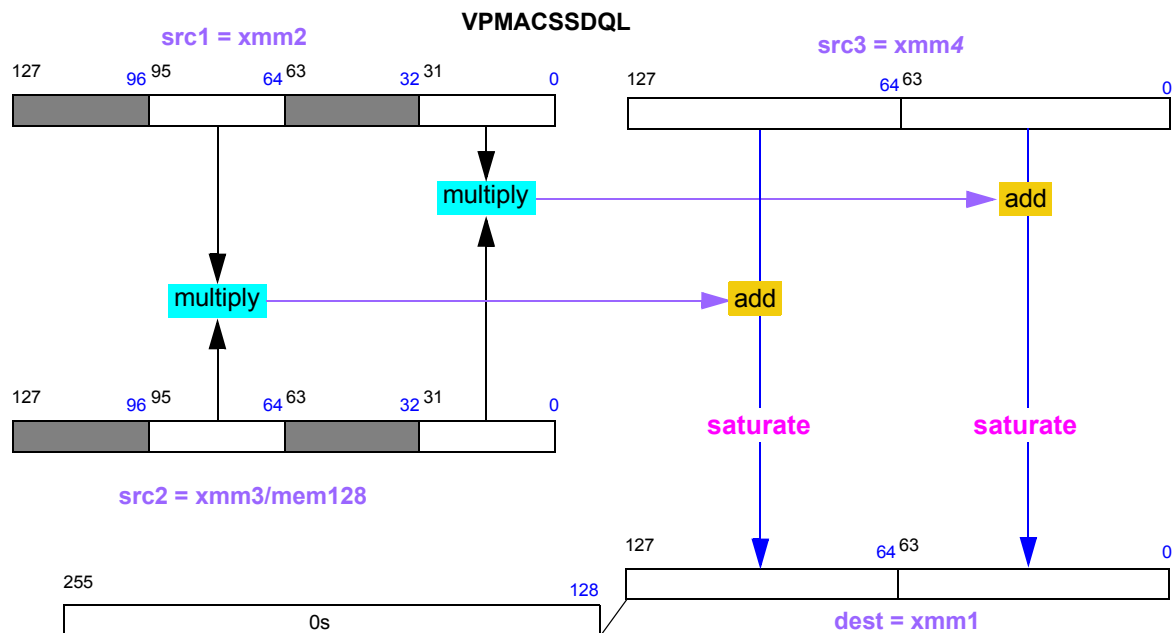 VPMACSSDQL
src1 = xmm2
src3 = xmm4
127 96 95 64 63 32 31 0
127 64 63 0
multiply
add
multiply
add
127 96 95 64 63 32 31 0
saturate
saturate
src2 = xmm3/mem128
127 64 63 0
255 128
0s
dest = xmm1